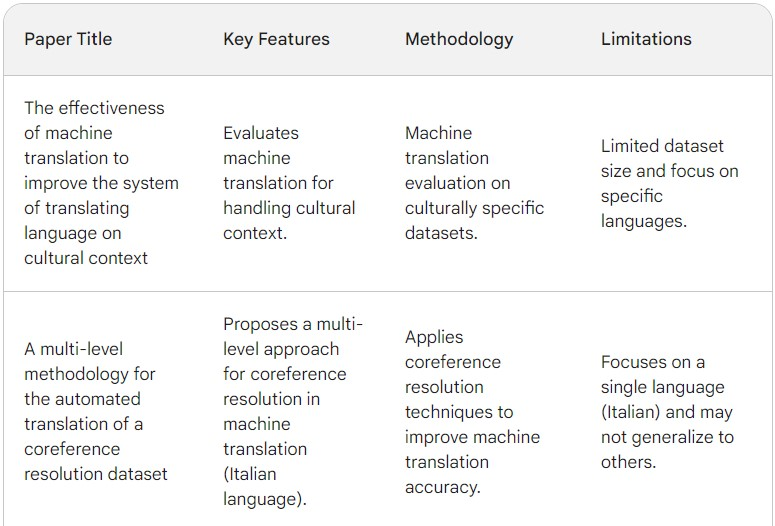 Paper Title
Key Features
Methodology
Limitations
The effectiveness
of machine
translation to
improve the system
of translating
language on
cultural context
Evaluates
machine
translation for
handling cultural
context.
Machine
translation
evaluation on
culturally specific
datasets.
Limited dataset
size and focus on
specific
languages.
A multi-level
methodology for
the automated
translation of a
coreference
resolution dataset
Proposes a multi-
level approach
for coreference
resolution in
machine
translation
(Italian
language).
Applies
coreference
resolution
techniques to
improve machine
translation
accuracy.
Focuses on a
single language
(Italian) and may
not generalize to
others.